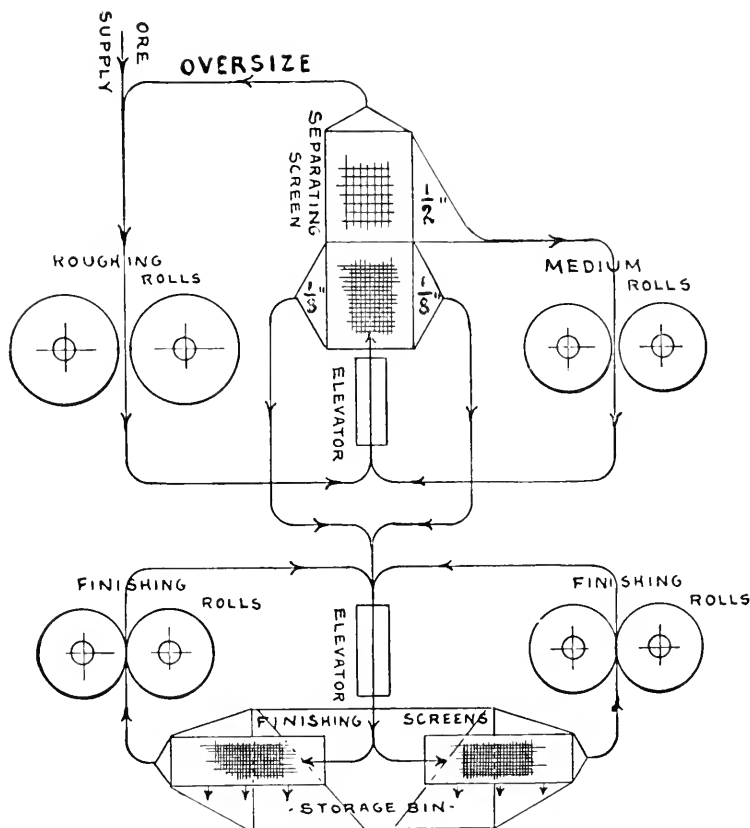 ORE
SUPPLY
OVERSIZE
SEPARATING
SCREEN
1/2"
ROUGHING
ROLLS
MEDIUM
ROLLS
1/8"
1/8"
ELEVATOR
FINISHING
ROLLS
FINISHING
ROLLS
ELEVATOR
FINISHING SCREENS
-STORAGE BIN-